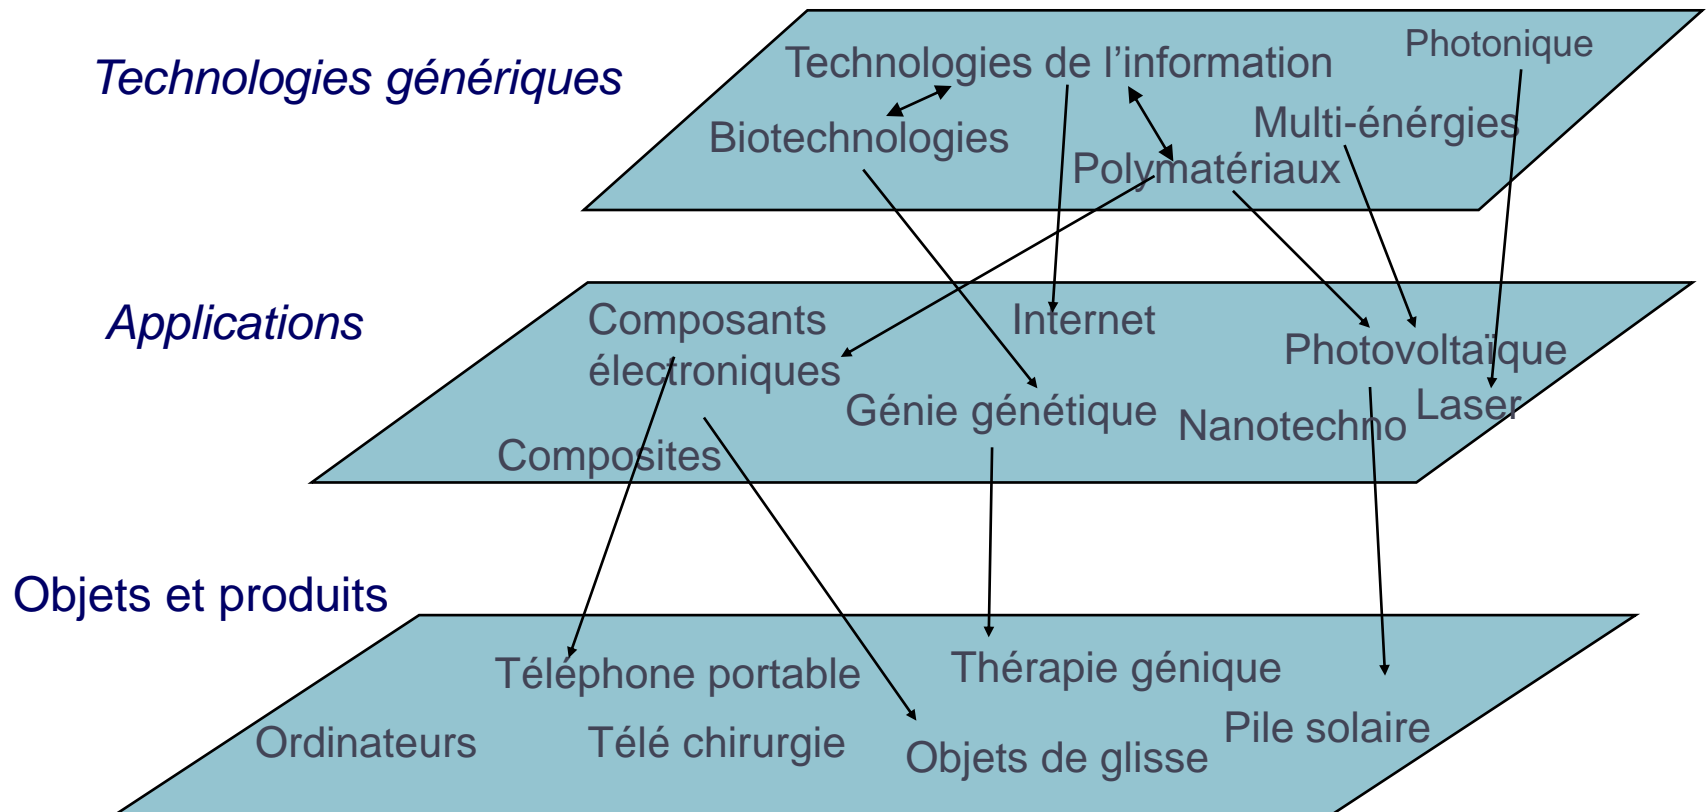 Technologies génériques
Technologies de l’information
Photonique
Biotechnologies
Multi-énérgies
Polymatériaux
Applications
Composants
électroniques
Internet
Photovoltaïque
Génie génétique
Nanotechno
Laser
Composites
Objets et produits
Téléphone portable
Thérapie génique
Ordinateurs
Télé chirurgie
Objets de glisse
Pile solaire